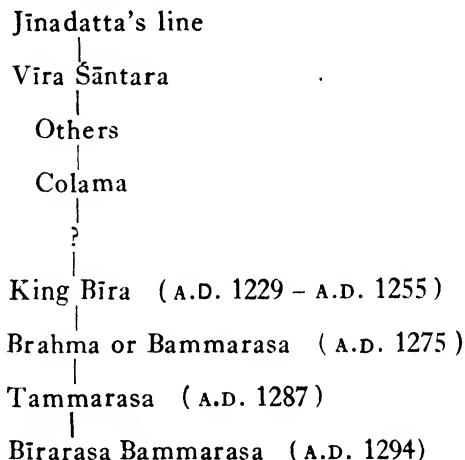 Jīnadatta's line
Vīra Śāntara
Others
Colama
?
King Bīra (A.D. 1229 – A.D. 1255)
Brahma or Bammarasa (A.D. 1275)
Tammarasa (A.D. 1287)
Bīrarasa Bammarasa (A.D. 1294)